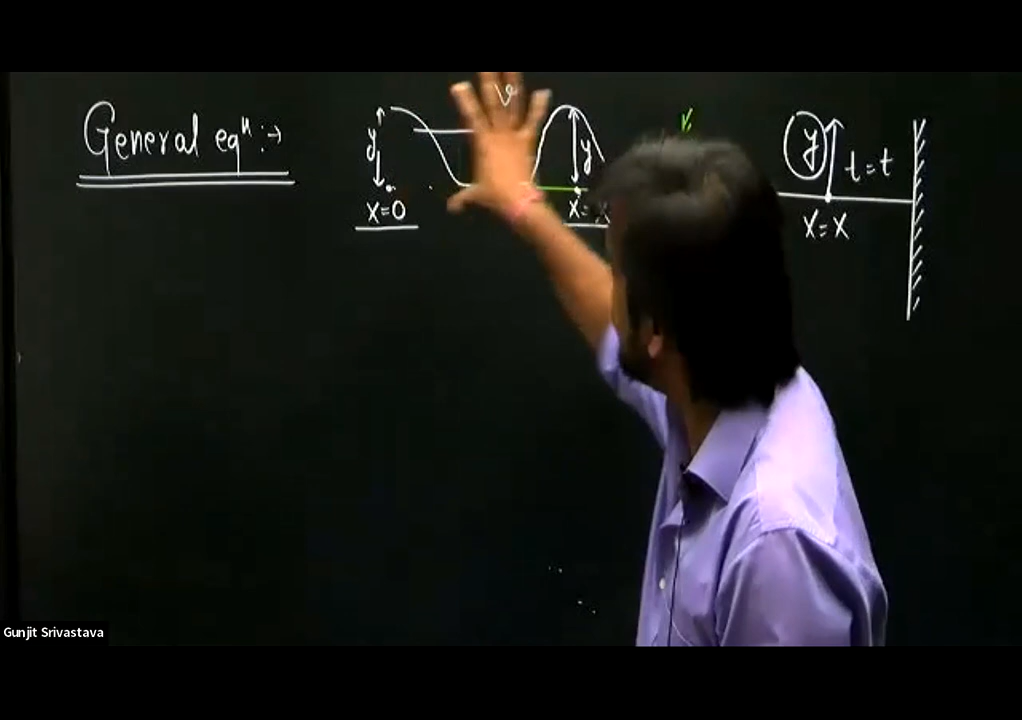 General eqⁿ :→
v
y
y
y
t=t
x=0
x=
x=x
Gunjit Srivastava